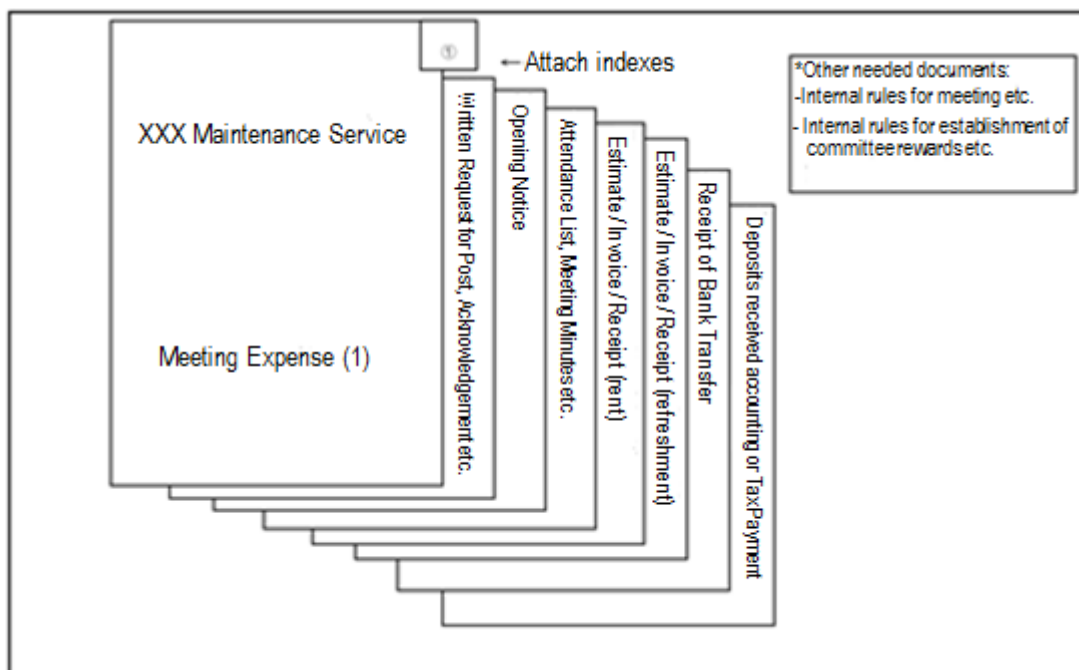 ①
←Attach indexes
XXX Maintenance Service
Meeting Expense (1)
Written Request for Post, Acknowledgement etc.
Opening Notice
Attendance List, Meeting Minutes etc.
Estimate / Invoice / Receipt (rent)
Estimate / Invoice / Receipt (refreshment)
Receipt of Bank Transfer
Deposits received accounting or TaxPayment
*Other needed documents:
-Internal rules for meeting etc.
- Internal rules for establishment of
committee rewards etc.